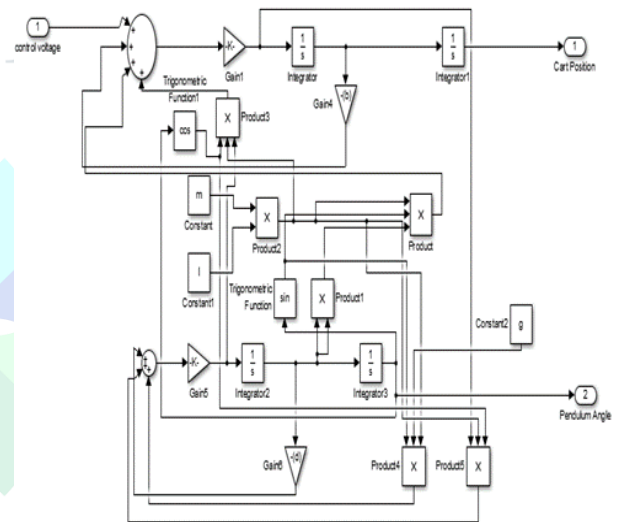 1
control voltage
+
+
+
+
-K-
Gain1
1
s
Integrator
1
s
Integrator1
1
Cart Position
Trigonometric
Function1
cos
X
Product3
-(b)
Gain4
m
Constant
X
Product2
X
Product
l
Constant1
Trigonometric
Function
sin
X
Product1
Constant2
g
+
+
+
-K-
Gain5
1
s
Integrator2
1
s
Integrator3
2
Pendulum Angle
-(d)
Gain6
Product4
X
Product5
X